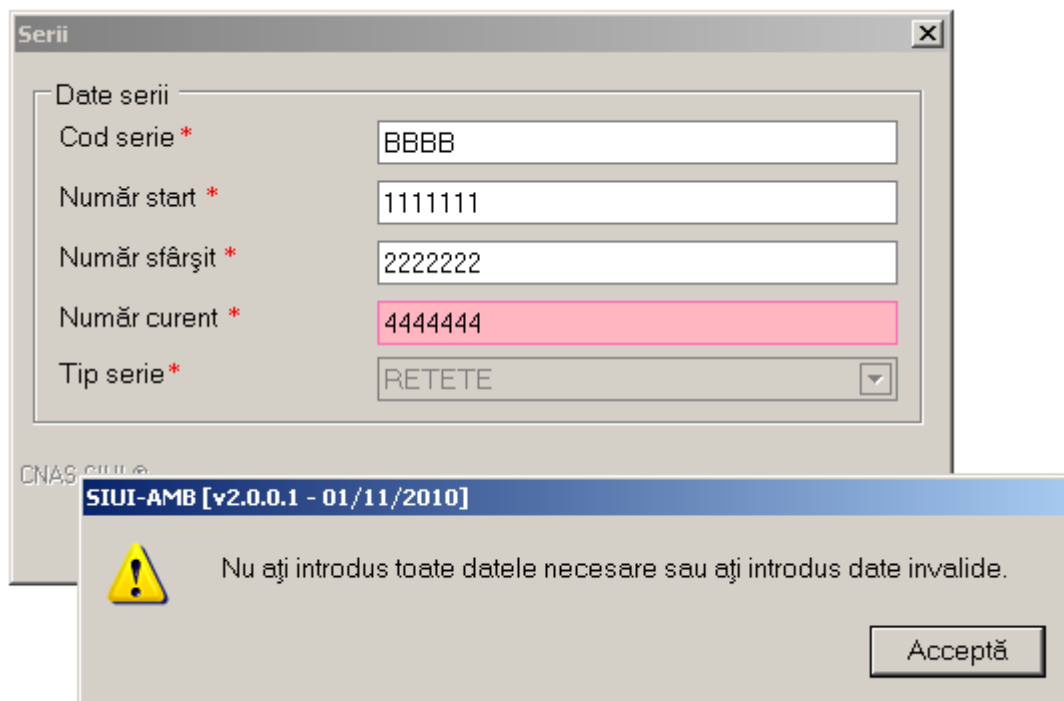 Serii
Date serii
Cod serie *
BBBB
Număr start *
1111111
Număr sfârşit *
2222222
Număr curent *
4444444
Tip serie *
RETETE
CNAS SIUI ©
SIUI-AMB [v2.0.0.1 - 01/11/2010]
Nu aţi introdus toate datele necesare sau aţi introdus date invalide.
Acceptă